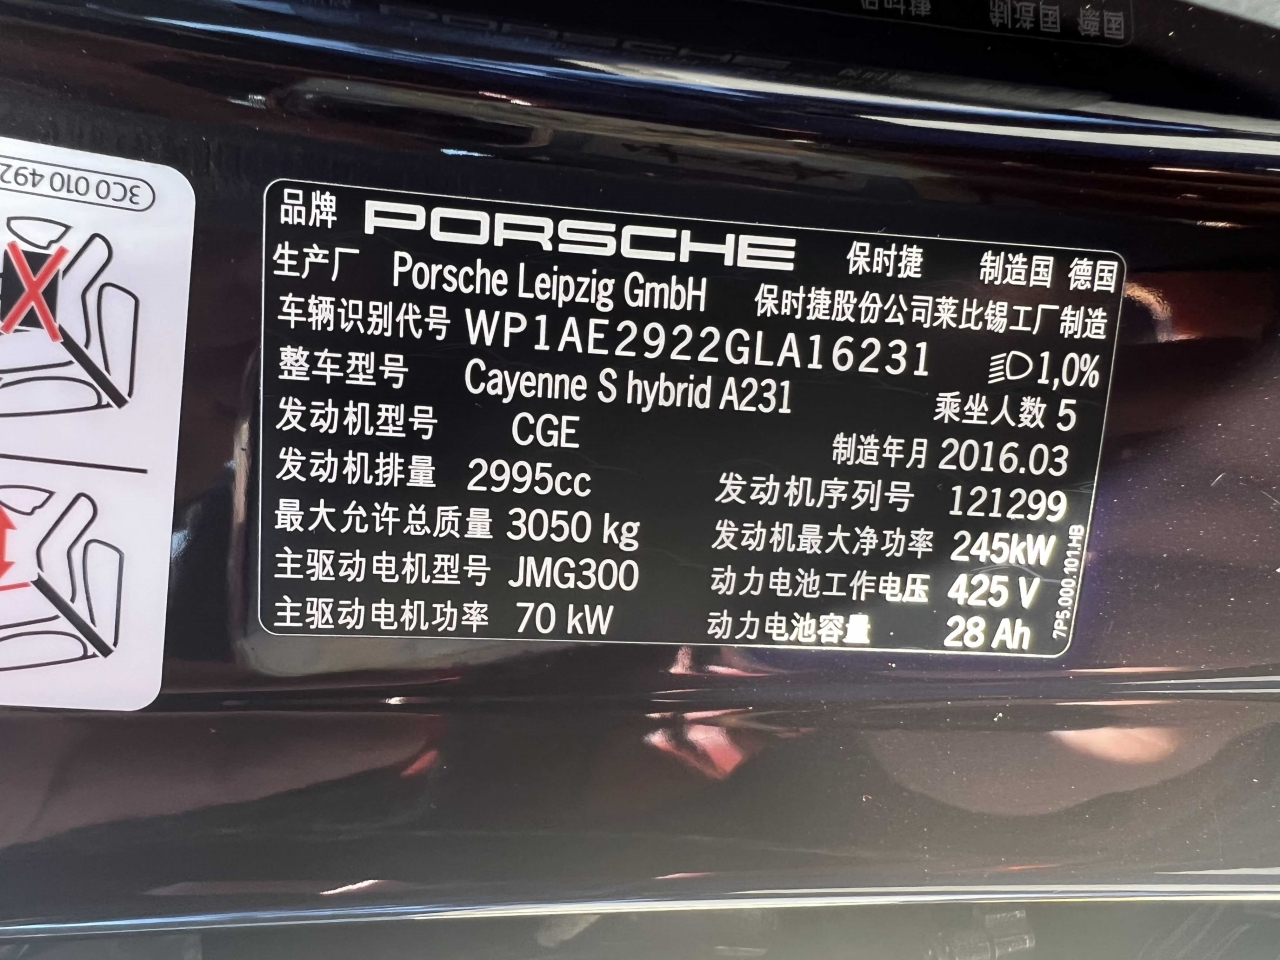 3C0 010 492
品牌 PORSCHE 保时捷 制造国 德国
生产厂 Porsche Leipzig GmbH 保时捷股份公司莱比锡工厂制造
车辆识别代号 WP1AE2922GLA16231 1,0%
整车型号 Cayenne S hybrid A231 乘坐人数 5
发动机型号 CGE 制造年月 2016.03
发动机排量 2995cc 发动机序列号 121299
最大允许总质量 3050 kg 发动机最大净功率 245kW
主驱动电机型号 JMG300 动力电池工作电压 425 V
主驱动电机功率 70 kW 动力电池容量 28 Ah
7P5.000.101.HB